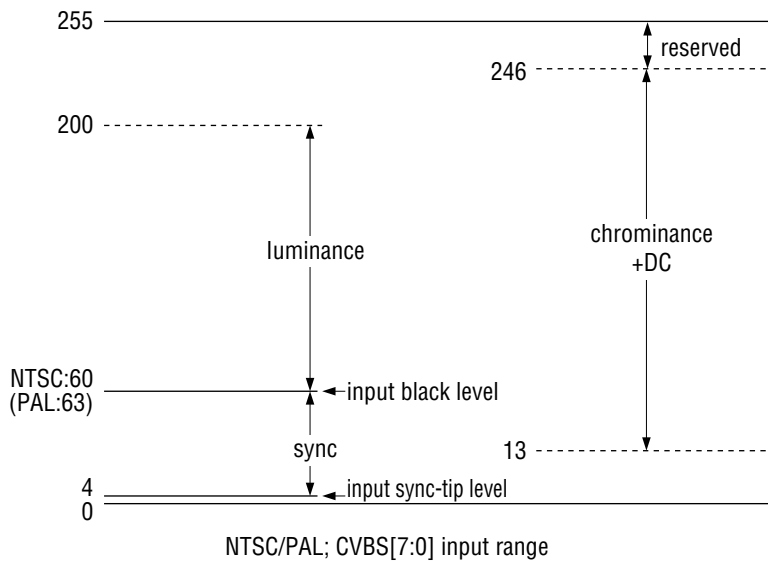 255
reserved
246
200
luminance
chrominance
+DC
NTSC:60
(PAL:63)
input black level
sync
13
4
input sync-tip level
0
NTSC/PAL; CVBS[7:0] input range